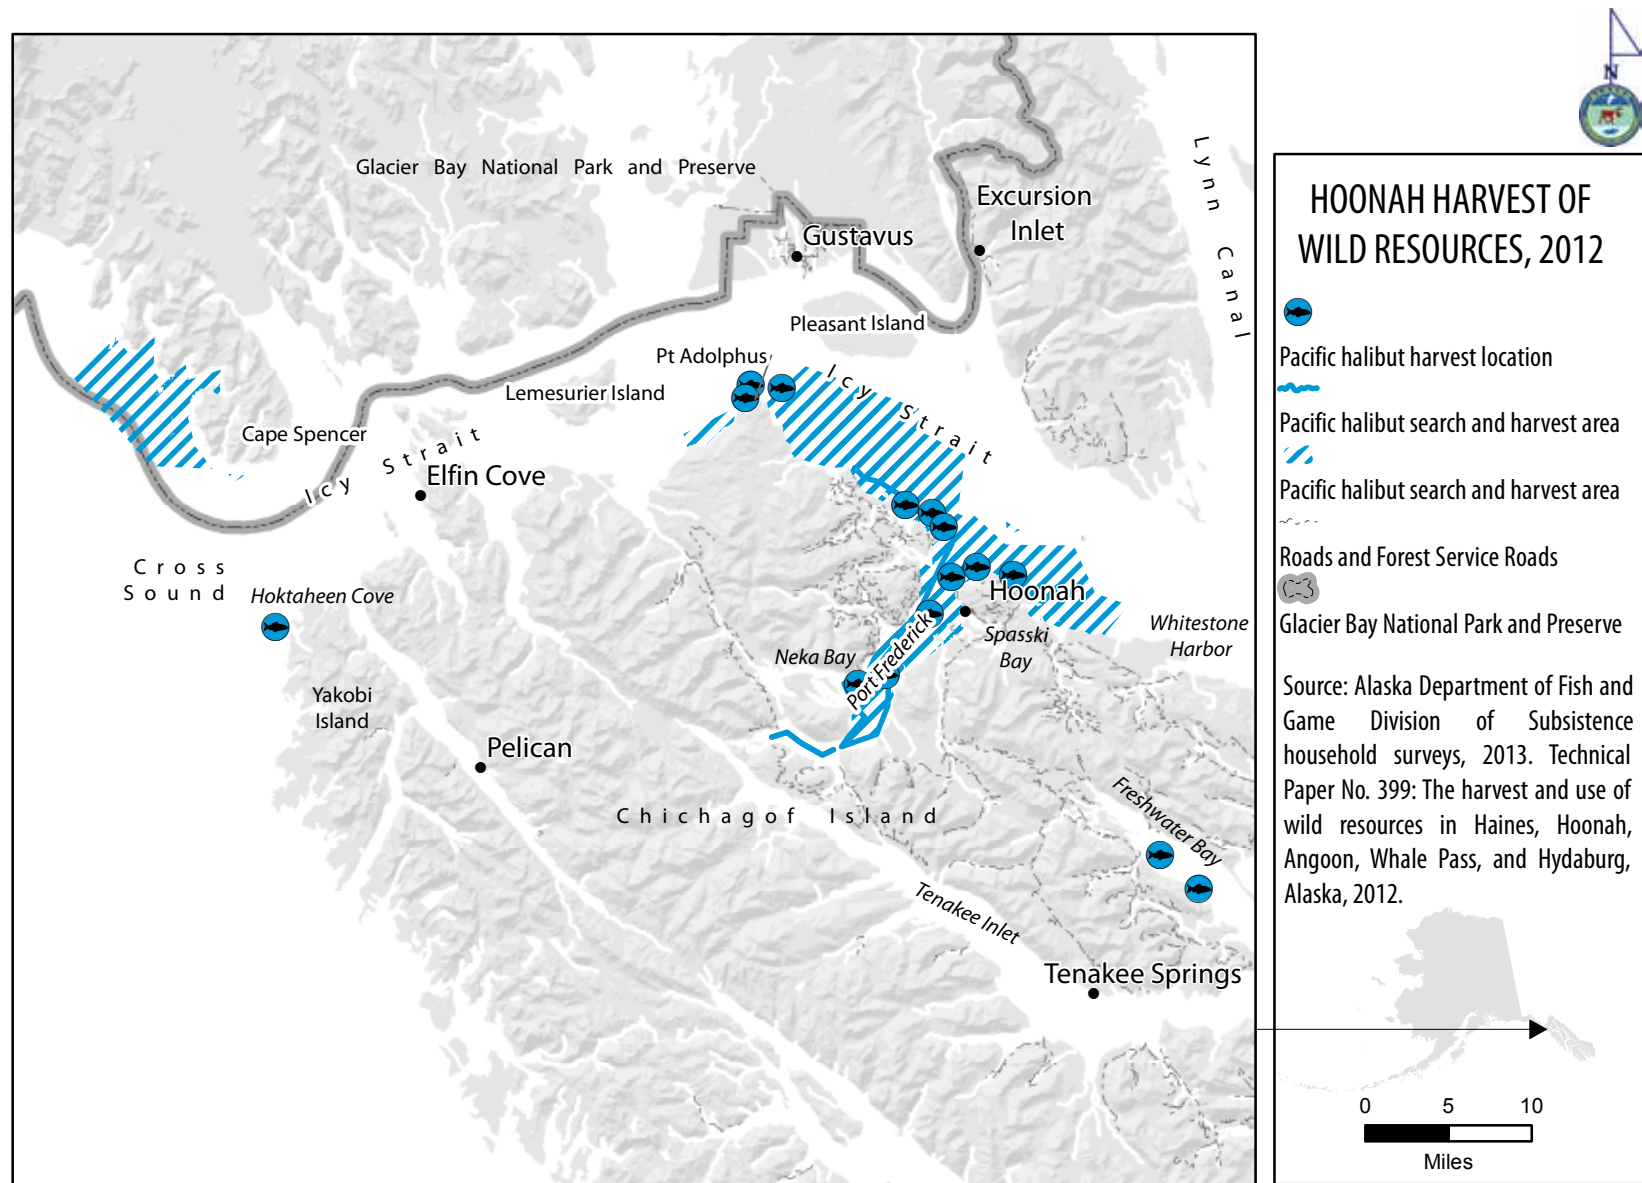 N
Glacier Bay National Park and Preserve
Excursion
Inlet
Lynn Canal
Gustavus
Pleasant Island
Pt Adolphus
Icy Strait
Lemesurier Island
Cape Spencer
Icy Strait
Elfin Cove
Cross
Sound
Hoktaheen Cove
Hoonah
Spasski
Bay
Whitestone
Harbor
Neka Bay
Port Frederick
Yakobi
Island
Pelican
Chichagof Island
Freshwater Bay
Tenakee Inlet
Tenakee Springs
HOONAH HARVEST OF
WILD RESOURCES, 2012
Pacific halibut harvest location
Pacific halibut search and harvest area
Pacific halibut search and harvest area
Roads and Forest Service Roads
Glacier Bay National Park and Preserve
Source: Alaska Department of Fish and
Game Division of Subsistence
household surveys, 2013. Technical
Paper No. 399: The harvest and use of
wild resources in Haines, Hoonah,
Angoon, Whale Pass, and Hydaburg,
Alaska, 2012.
0 5 10
Miles